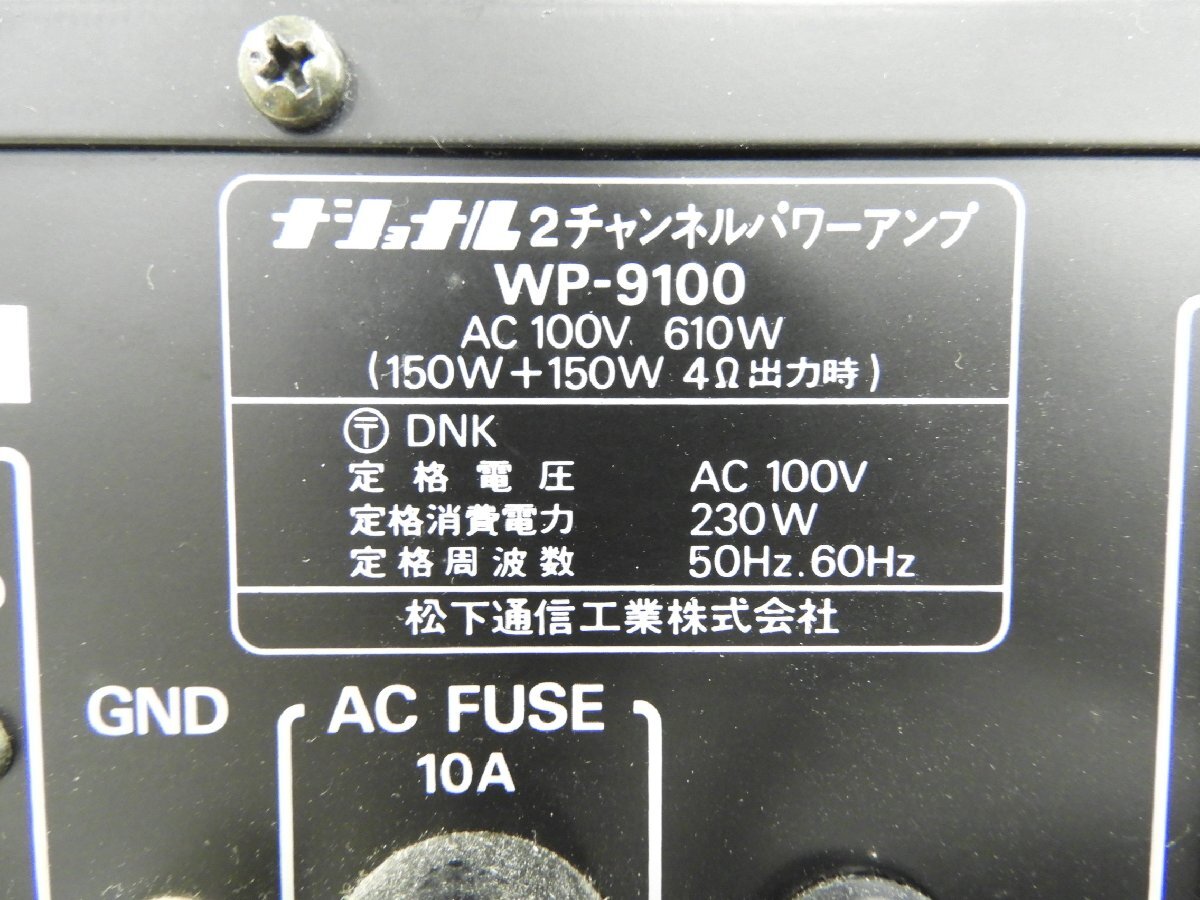 ナショナル 2チャンネルパワーアンプ
WP-9100
AC 100V 610W
(150W+150W 4Ω出力時)
〶 DNK
定格電圧 AC 100V
定格消費電力 230W
定格周波数 50Hz.60Hz
松下通信工業株式会社
GND
AC FUSE
10A